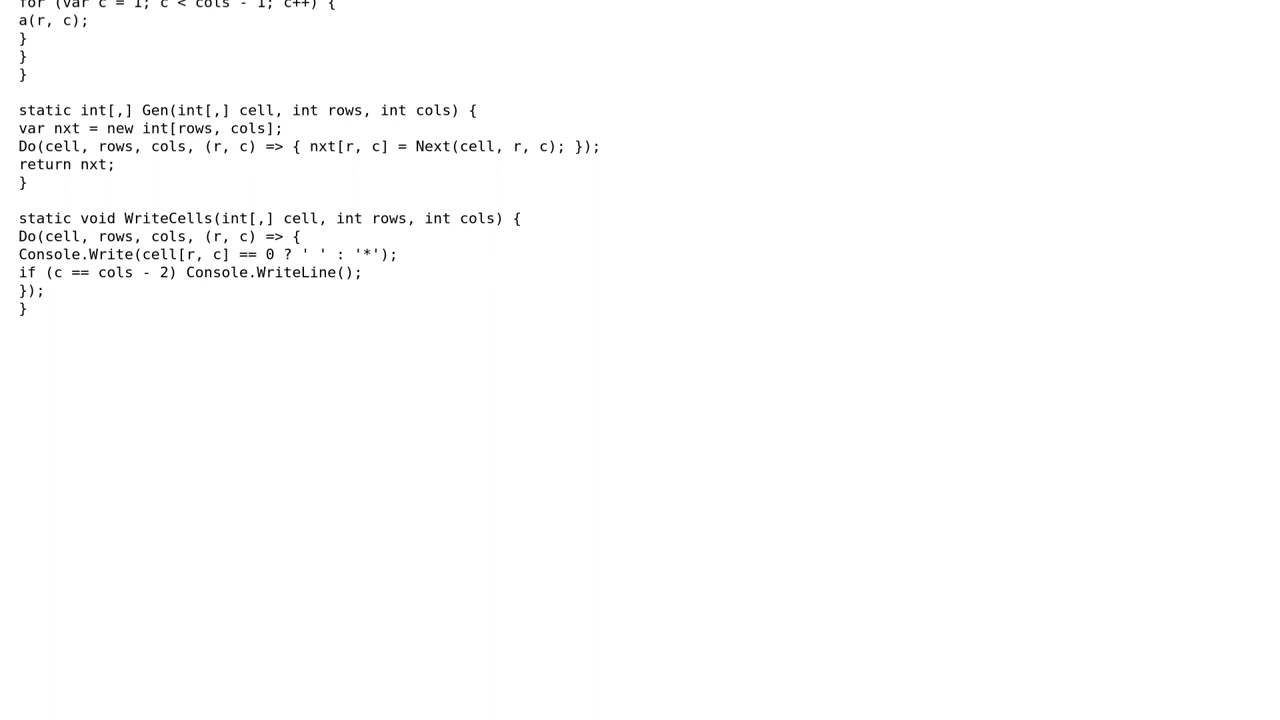 for (var c = 1; c < cols - 1; c++) {
a(r, c);
}
}
}

static int[,] Gen(int[,] cell, int rows, int cols) {
var nxt = new int[rows, cols];
Do(cell, rows, cols, (r, c) => { nxt[r, c] = Next(cell, r, c); });
return nxt;
}

static void WriteCells(int[,] cell, int rows, int cols) {
Do(cell, rows, cols, (r, c) => {
Console.Write(cell[r, c] == 0 ? ' ' : '*');
if (c == cols - 2) Console.WriteLine();
});
}